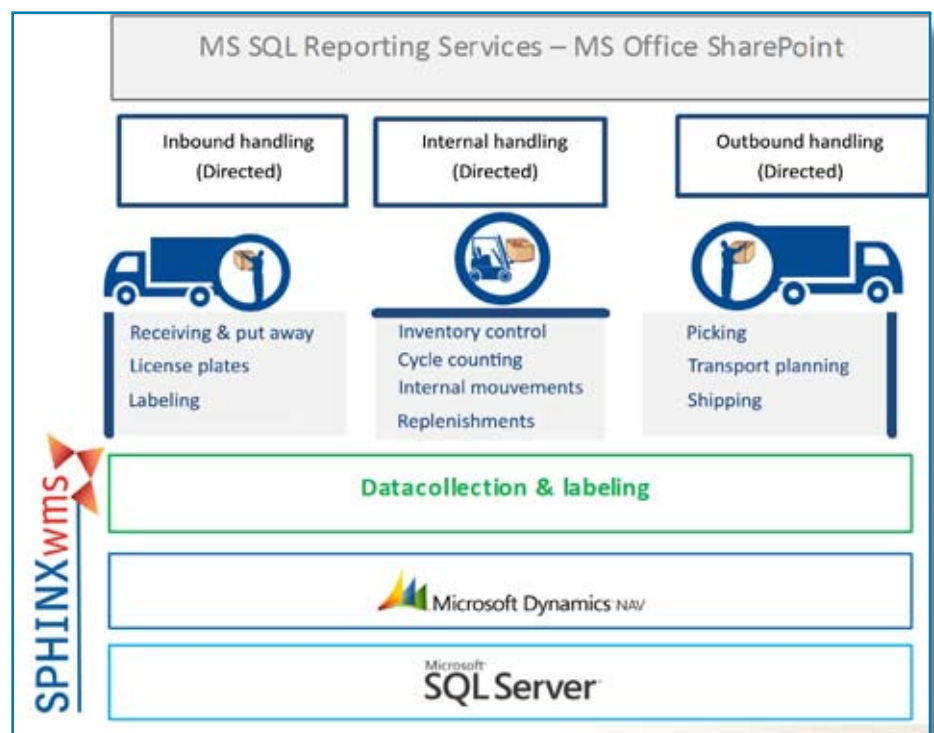 MS SQL Reporting Services – MS Office SharePoint
Inbound handling
(Directed)
Internal handling
(Directed)
Outbound handling
(Directed)
Receiving & put away
License plates
Labeling
Inventory control
Cycle counting
Internal mouvements
Replenishments
Picking
Transport planning
Shipping
SPHINXwms
Datacollection & labeling
Microsoft Dynamics NAV
Microsoft
SQL Server